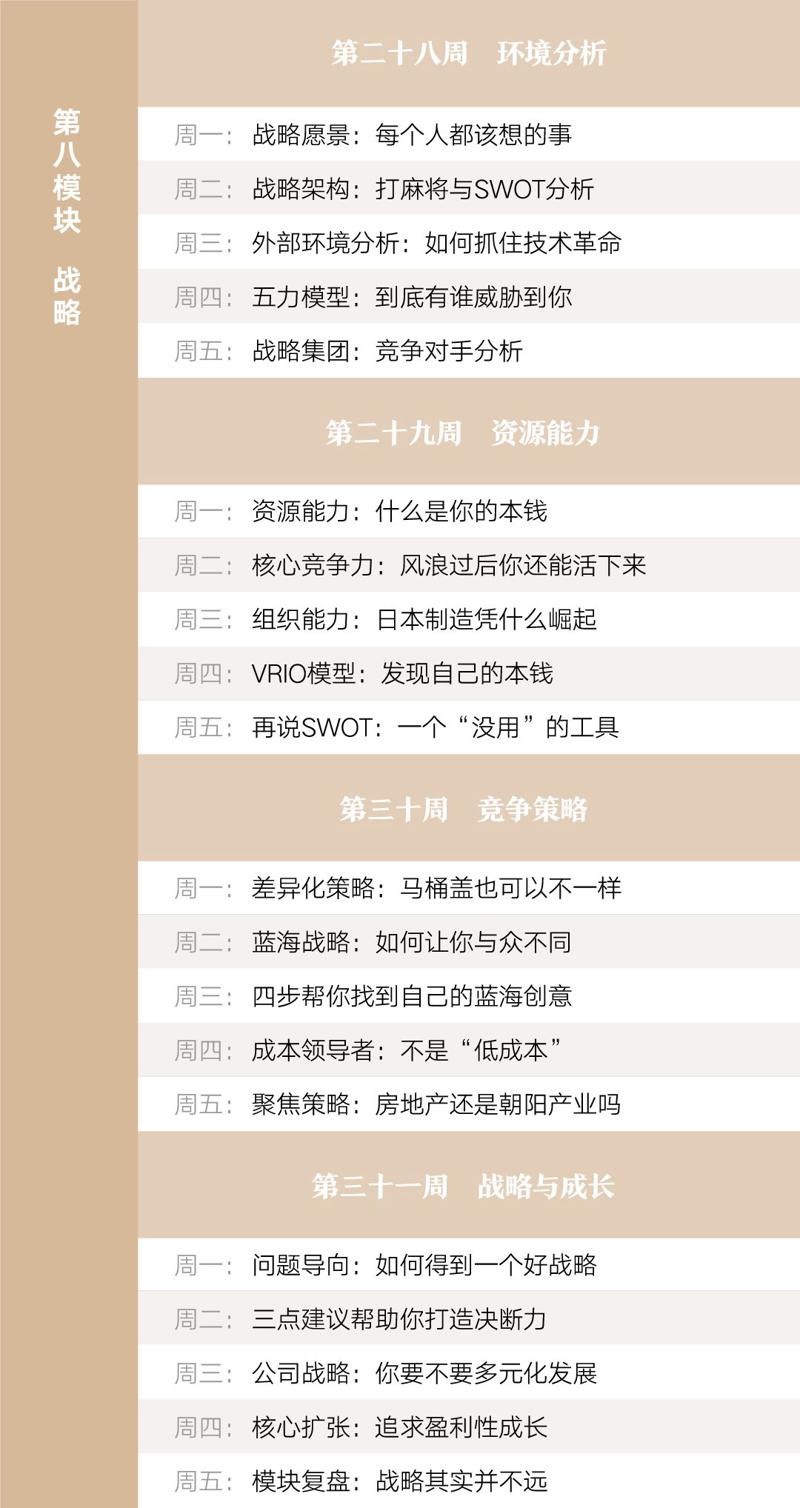 第八模块 战略
第二十八周 环境分析
周一：战略愿景：每个人都该想的事
周二：战略架构：打麻将与SWOT分析
周三：外部环境分析：如何抓住技术革命
周四：五力模型：到底有谁威胁到你
周五：战略集团：竞争对手分析
第二十九周 资源能力
周一：资源能力：什么是你的本钱
周二：核心竞争力：风浪过后你还能活下来
周三：组织能力：日本制造凭什么崛起
周四：VRIO模型：发现自己的本钱
周五：再说SWOT：一个“没用”的工具
第三十周 竞争策略
周一：差异化策略：马桶盖也可以不一样
周二：蓝海战略：如何让你与众不同
周三：四步帮你找到自己的蓝海创意
周四：成本领导者：不是“低成本”
周五：聚焦策略：房地产还是朝阳产业吗
第三十一周 战略与成长
周一：问题导向：如何得到一个好战略
周二：三点建议帮助你打造决断力
周三：公司战略：你要不要多元化发展
周四：核心扩张：追求盈利性成长
周五：模块复盘：战略其实并不远